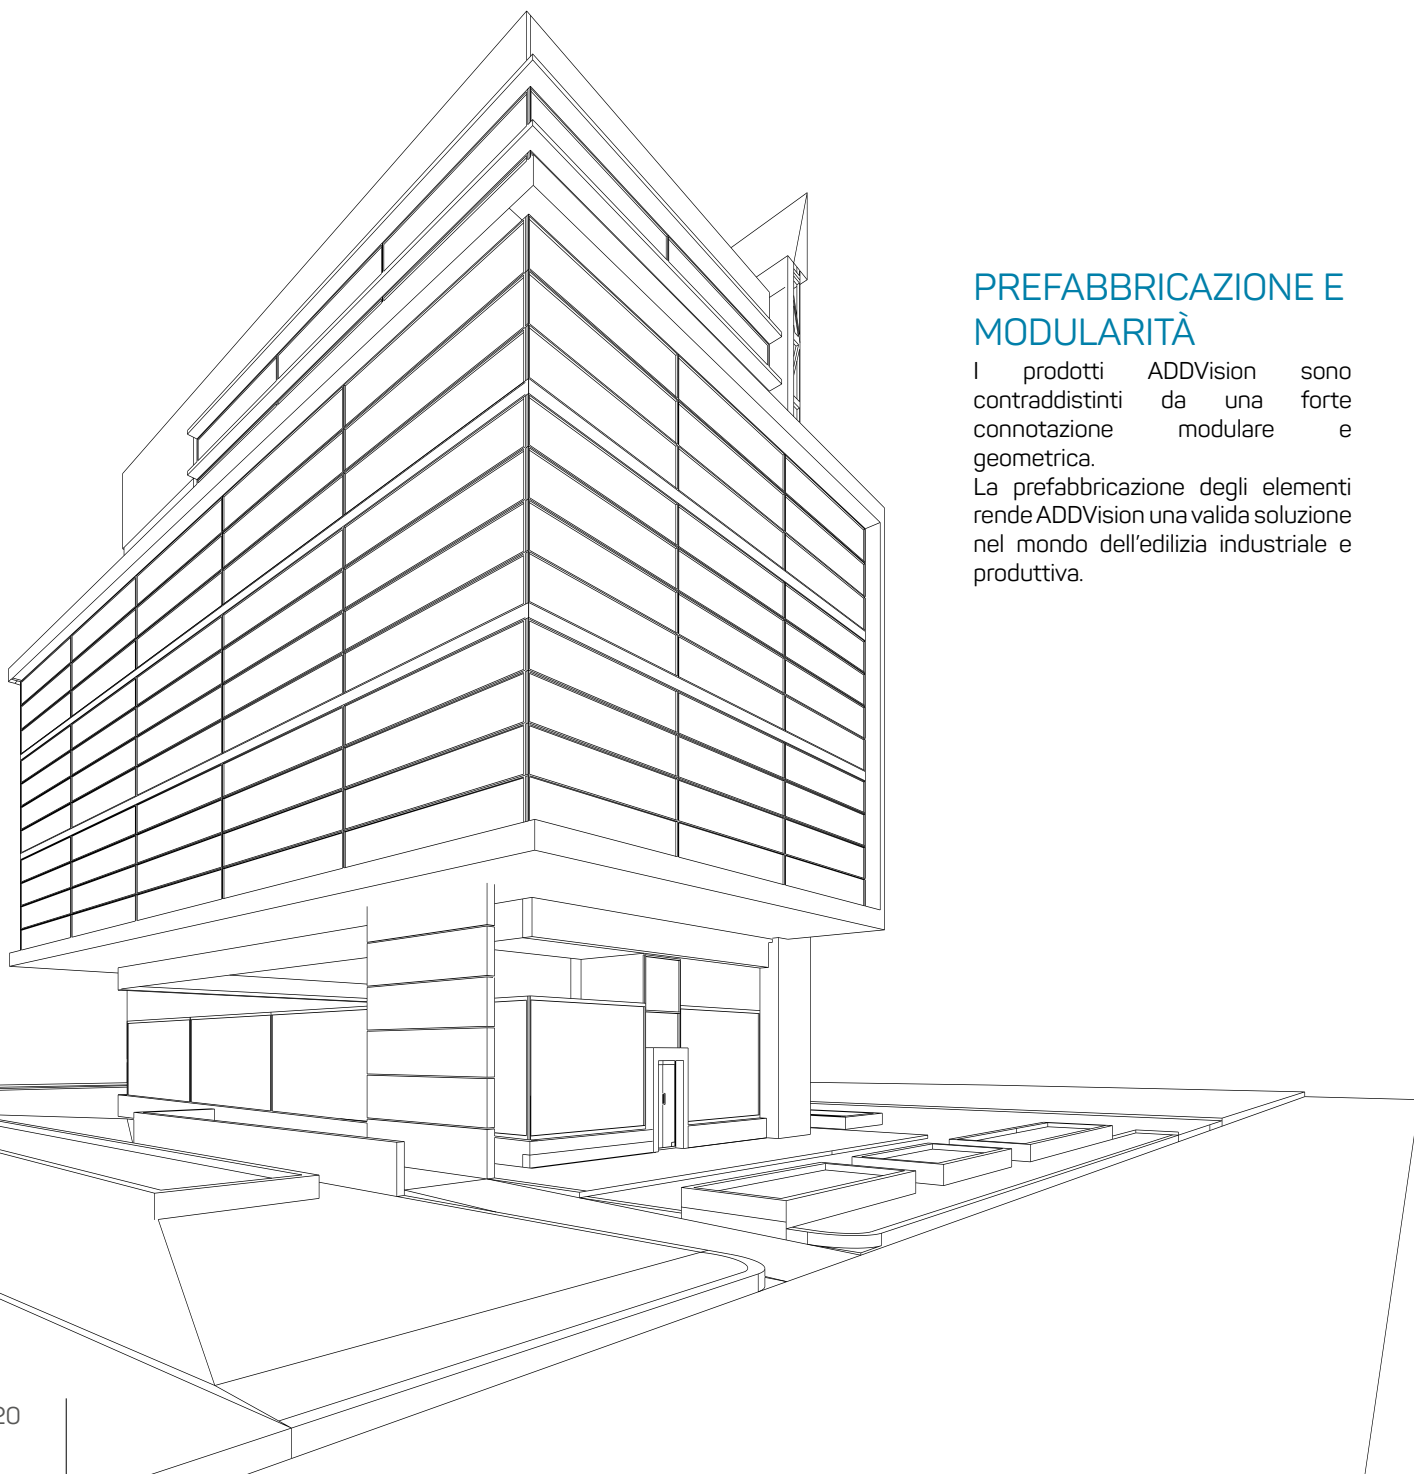 PREFABBRICAZIONE E
MODULARITÀ
I prodotti ADDVision sono
contraddistinti da una forte
connotazione modulare e
geometrica.
La prefabbricazione degli elementi
rende ADDVision una valida soluzione
nel mondo dell'edilizia industriale e
produttiva.
20